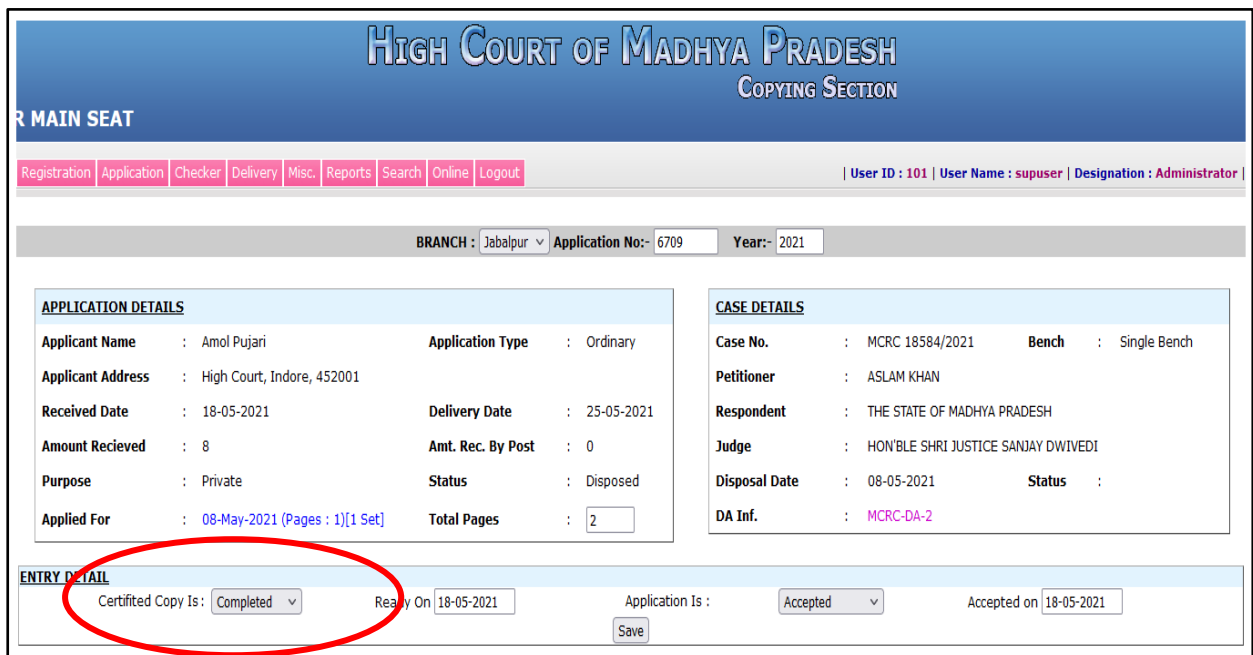 HIGH COURT OF MADHYA PRADESH
COPYING SECTION
R MAIN SEAT
Registration Application Checker Delivery Misc. Reports Search Online Logout | User ID : 101 | User Name : supuser | Designation : Administrator |
BRANCH : Jabalpur Application No:- 6709 Year:- 2021
APPLICATION DETAILS CASE DETAILS
Applicant Name : Amol Pujari Application Type : Ordinary Case No. : MCRC 18584/2021 Bench : Single Bench
Applicant Address : High Court, Indore, 452001 Petitioner : ASLAM KHAN
Received Date : 18-05-2021 Delivery Date : 25-05-2021 Respondent : THE STATE OF MADHYA PRADESH
Amount Recieved : 8 Amt. Rec. By Post : 0 Judge : HON'BLE SHRI JUSTICE SANJAY DWIVEDI
Purpose : Private Status : Disposed Disposal Date : 08-05-2021 Status :
Applied For : 08-May-2021 (Pages : 1)[1 Set] Total Pages : 2 DA Inf. : MCRC-DA-2
ENTRY DETAIL
Certifited Copy Is : Completed Ready On 18-05-2021 Application Is : Accepted Accepted on 18-05-2021
Save